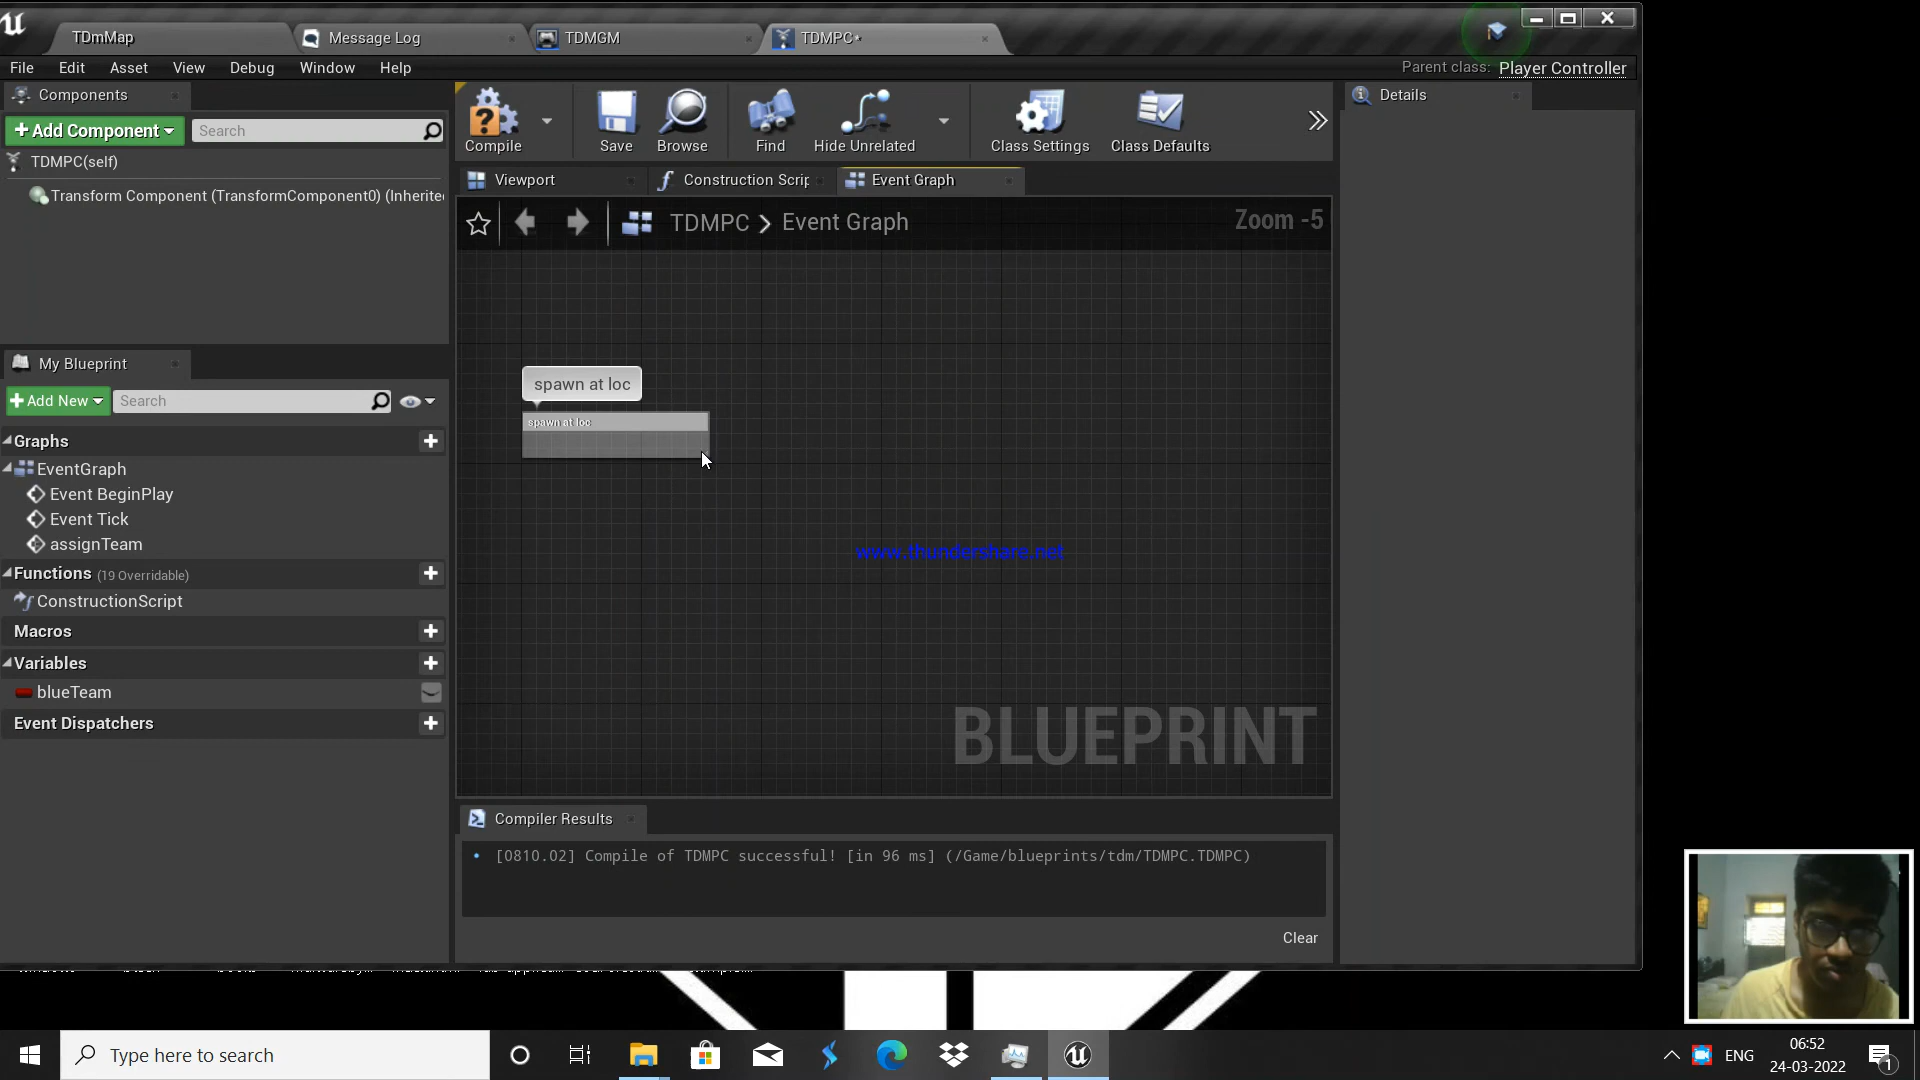 TDmMap
Message Log
TDMGM
TDMPC*
File Edit Asset View Debug Window Help
Parent class: Player Controller
Components
Add Component
Search
TDMPC(self)
Transform Component (TransformComponent0) (Inherite
Compile
Save
Browse
Find
Hide Unrelated
Class Settings
Class Defaults
Details
Viewport
Construction Scrip
Event Graph
TDMPC > Event Graph
Zoom -5
spawn at loc
spawn at loc
www.thundershare.net
BLUEPRINT
My Blueprint
Add New
Search
Graphs
EventGraph
Event BeginPlay
Event Tick
assignTeam
Functions (19 Overridable)
ConstructionScript
Macros
Variables
blueTeam
Event Dispatchers
Compiler Results
[0810.02] Compile of TDMPC successful! [in 96 ms] (/Game/blueprints/tdm/TDMPC.TDMPC)
Clear
Type here to search
ENG
06:52
24-03-2022
1